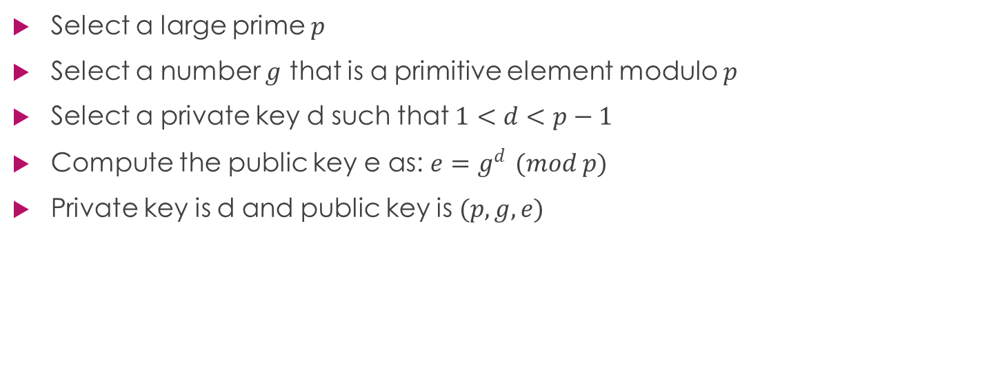 Select a large prime p
Select a number g that is a primitive element modulo p
Select a private key d such that 1 < d < p − 1
Compute the public key e as: e = gᵈ (mod p)
Private key is d and public key is (p, g, e)